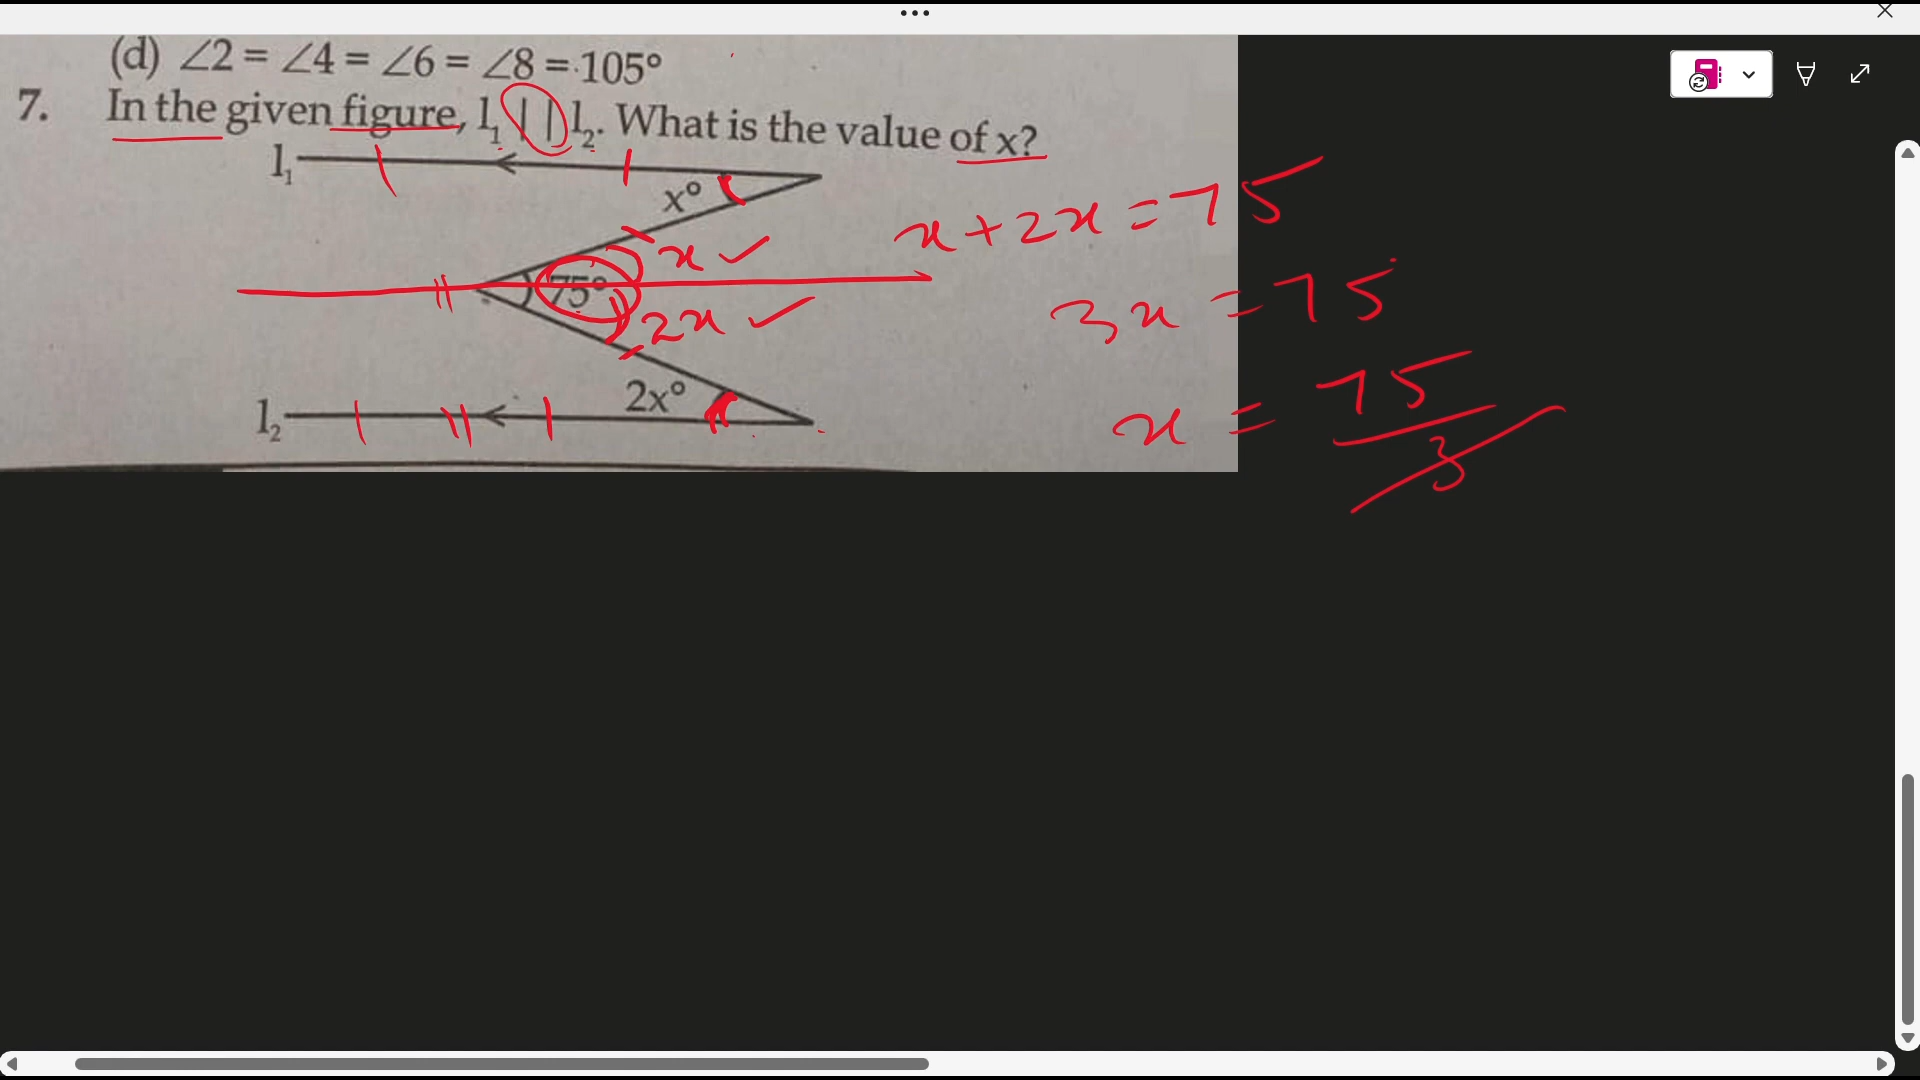 (d) ∠2 = ∠4 = ∠6 = ∠8 = 105°
7. In the given figure, l₁ || l₂. What is the value of x?
l₁
x°
x + 2x = 75
x
75°
2x
3x = 75
2x°
l₂
x = 75/3